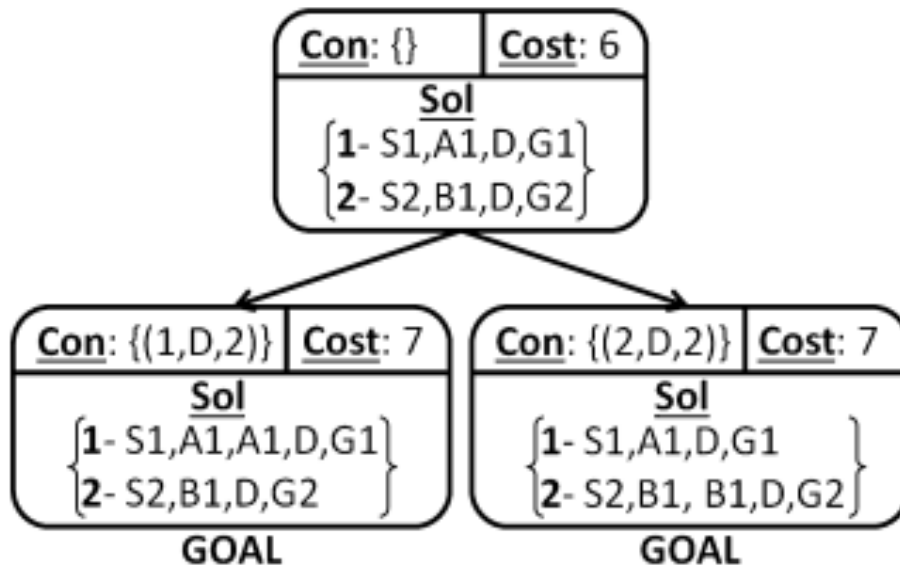 Con: {} Cost: 6
Sol
1- S1,A1,D,G1
2- S2,B1,D,G2
Con: {(1,D,2)} Cost: 7
Sol
1- S1,A1,A1,D,G1
2- S2,B1,D,G2
GOAL
Con: {(2,D,2)} Cost: 7
Sol
1- S1,A1,D,G1
2- S2,B1, B1,D,G2
GOAL